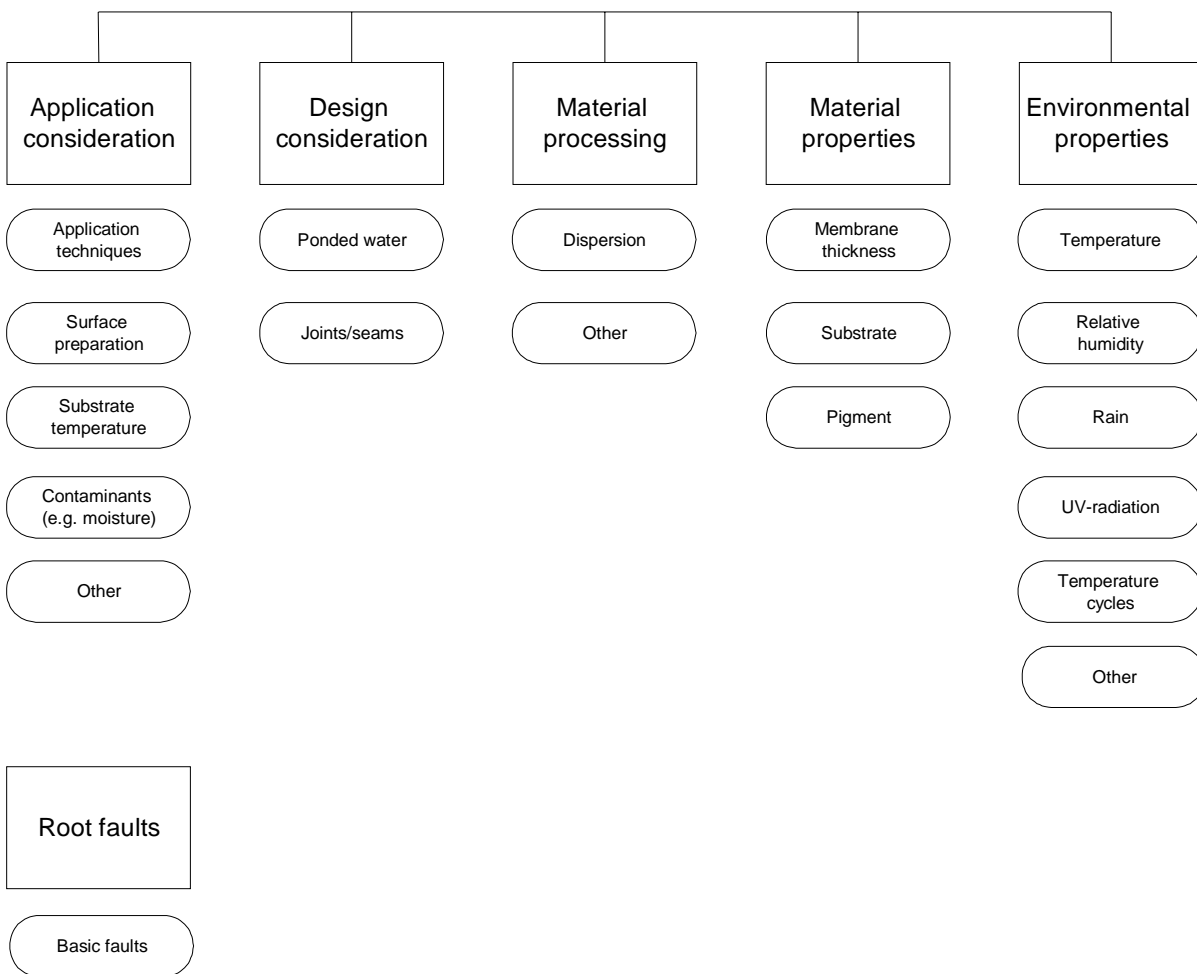 Application
consideration
Design
consideration
Material
processing
Material
properties
Environmental
properties
Application
techniques
Ponded water
Dispersion
Membrane
thickness
Temperature
Surface
preparation
Joints/seams
Other
Substrate
Relative
humidity
Substrate
temperature
Pigment
Rain
Contaminants
(e.g. moisture)
UV-radiation
Other
Temperature
cycles
Other
Root faults
Basic faults